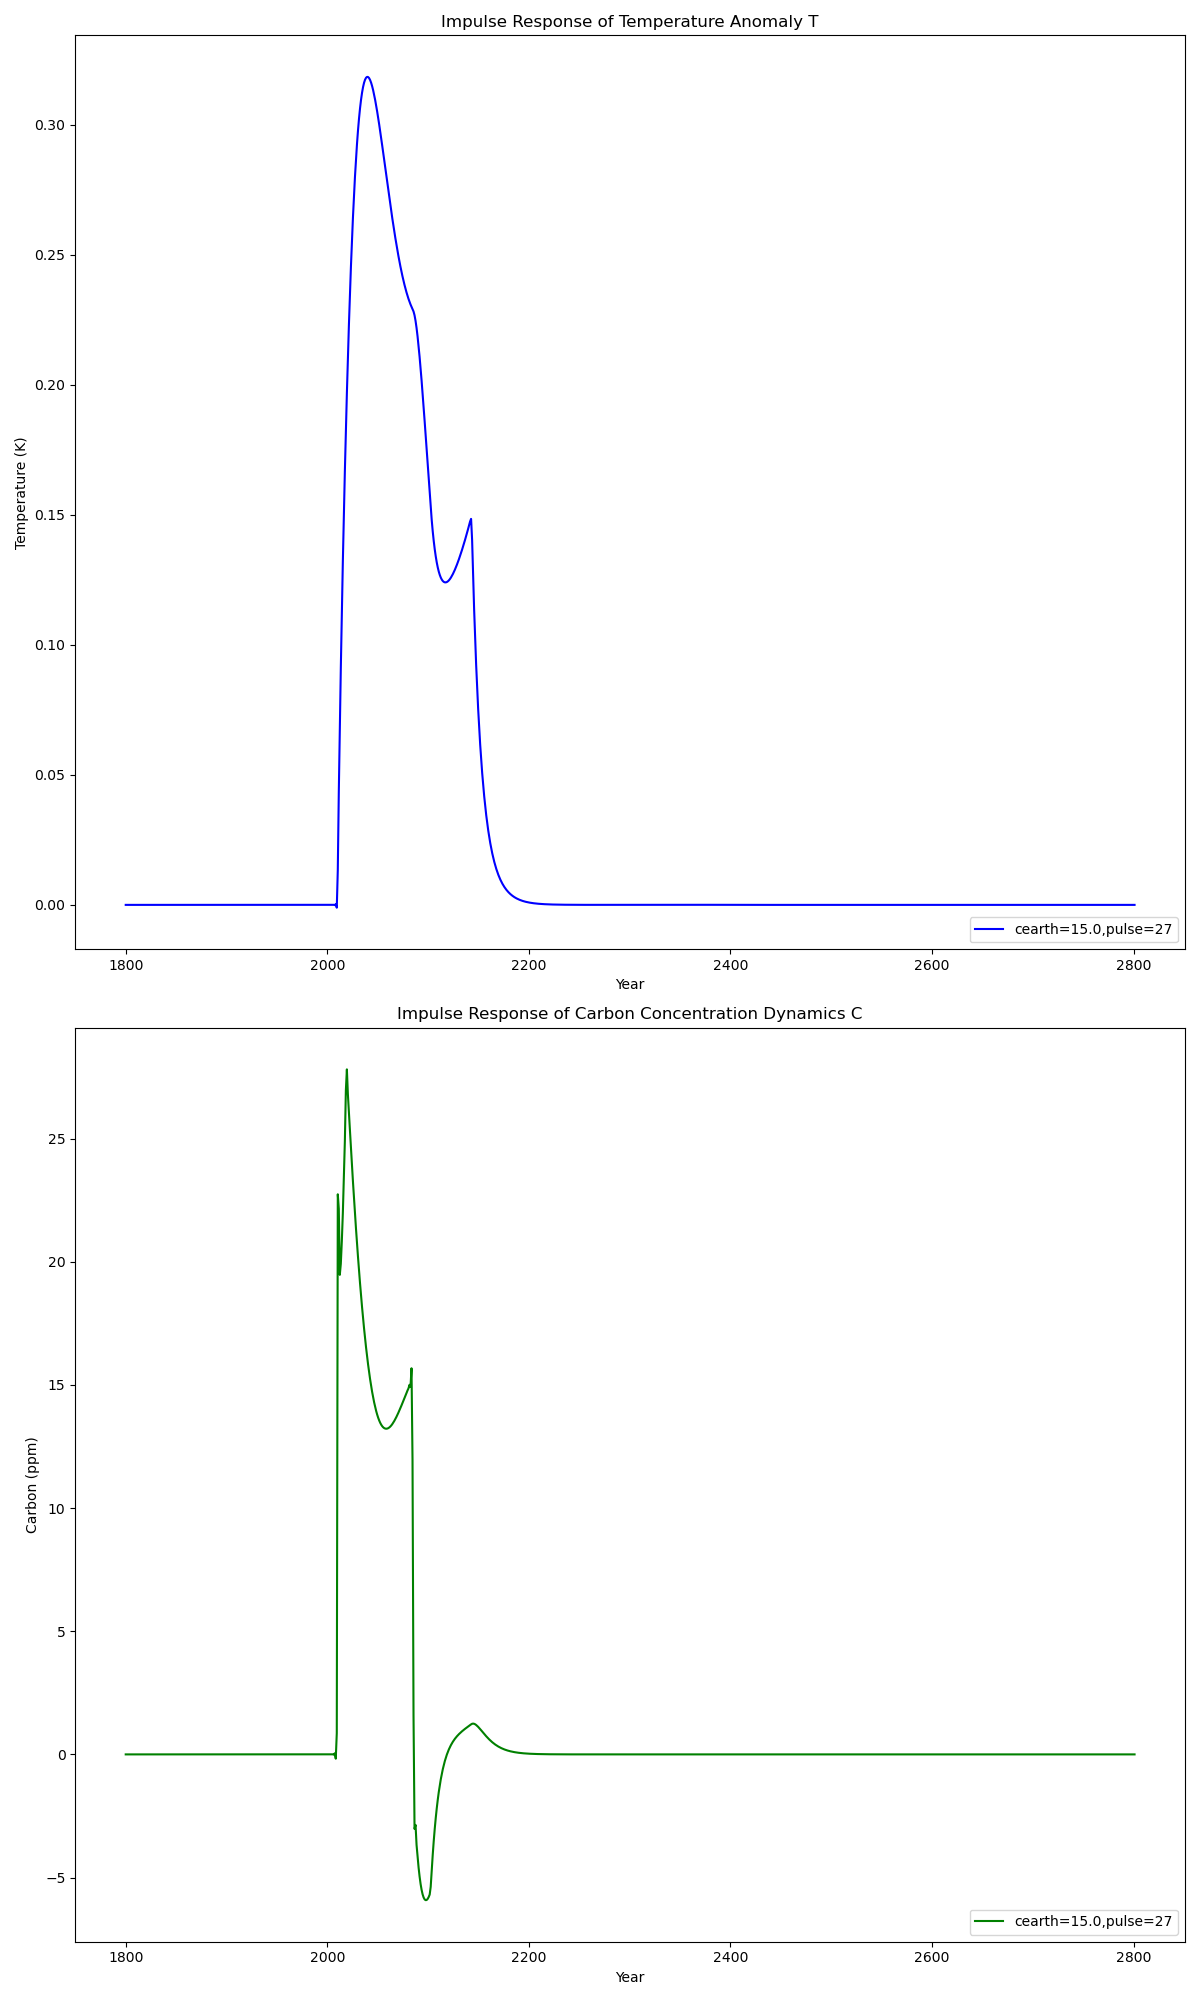 Impulse Response of Temperature Anomaly T
0.30
0.25
0.20
0.15
0.10
0.05
0.00
Temperature (K)
cearth=15.0,pulse=27
1800 2000 2200 2400 2600 2800
Year
Impulse Response of Carbon Concentration Dynamics C
25
20
15
10
5
0
−5
Carbon (ppm)
cearth=15.0,pulse=27
1800 2000 2200 2400 2600 2800
Year